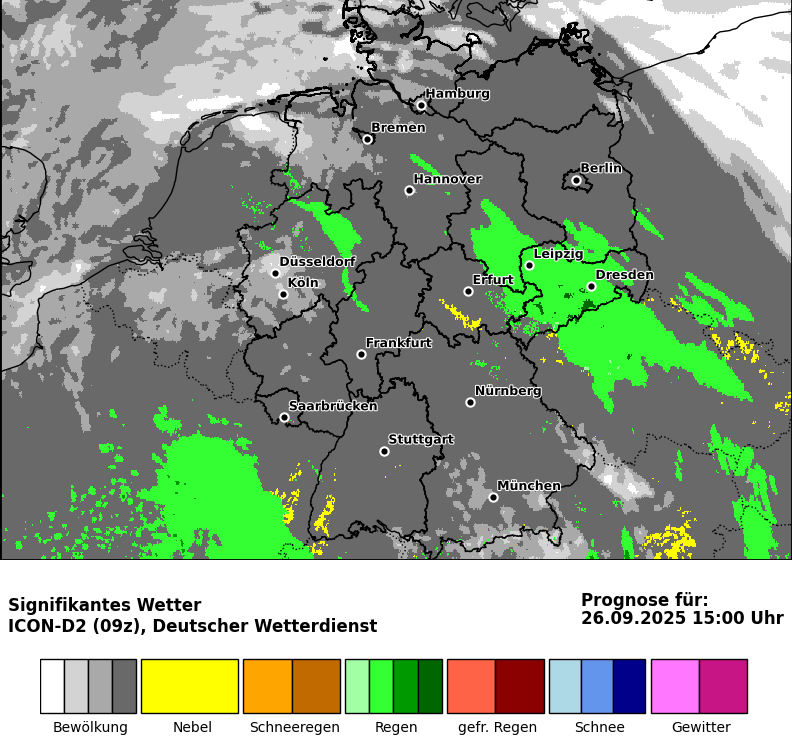 Hamburg
Bremen
Berlin
Hannover
Düsseldorf
Leipzig
Köln
Erfurt
Dresden
Frankfurt
Nürnberg
Saarbrücken
Stuttgart
München
Signifikantes Wetter
ICON-D2 (09z), Deutscher Wetterdienst
Prognose für:
26.09.2025 15:00 Uhr
Bewölkung
Nebel
Schneeregen
Regen
gefr. Regen
Schnee
Gewitter